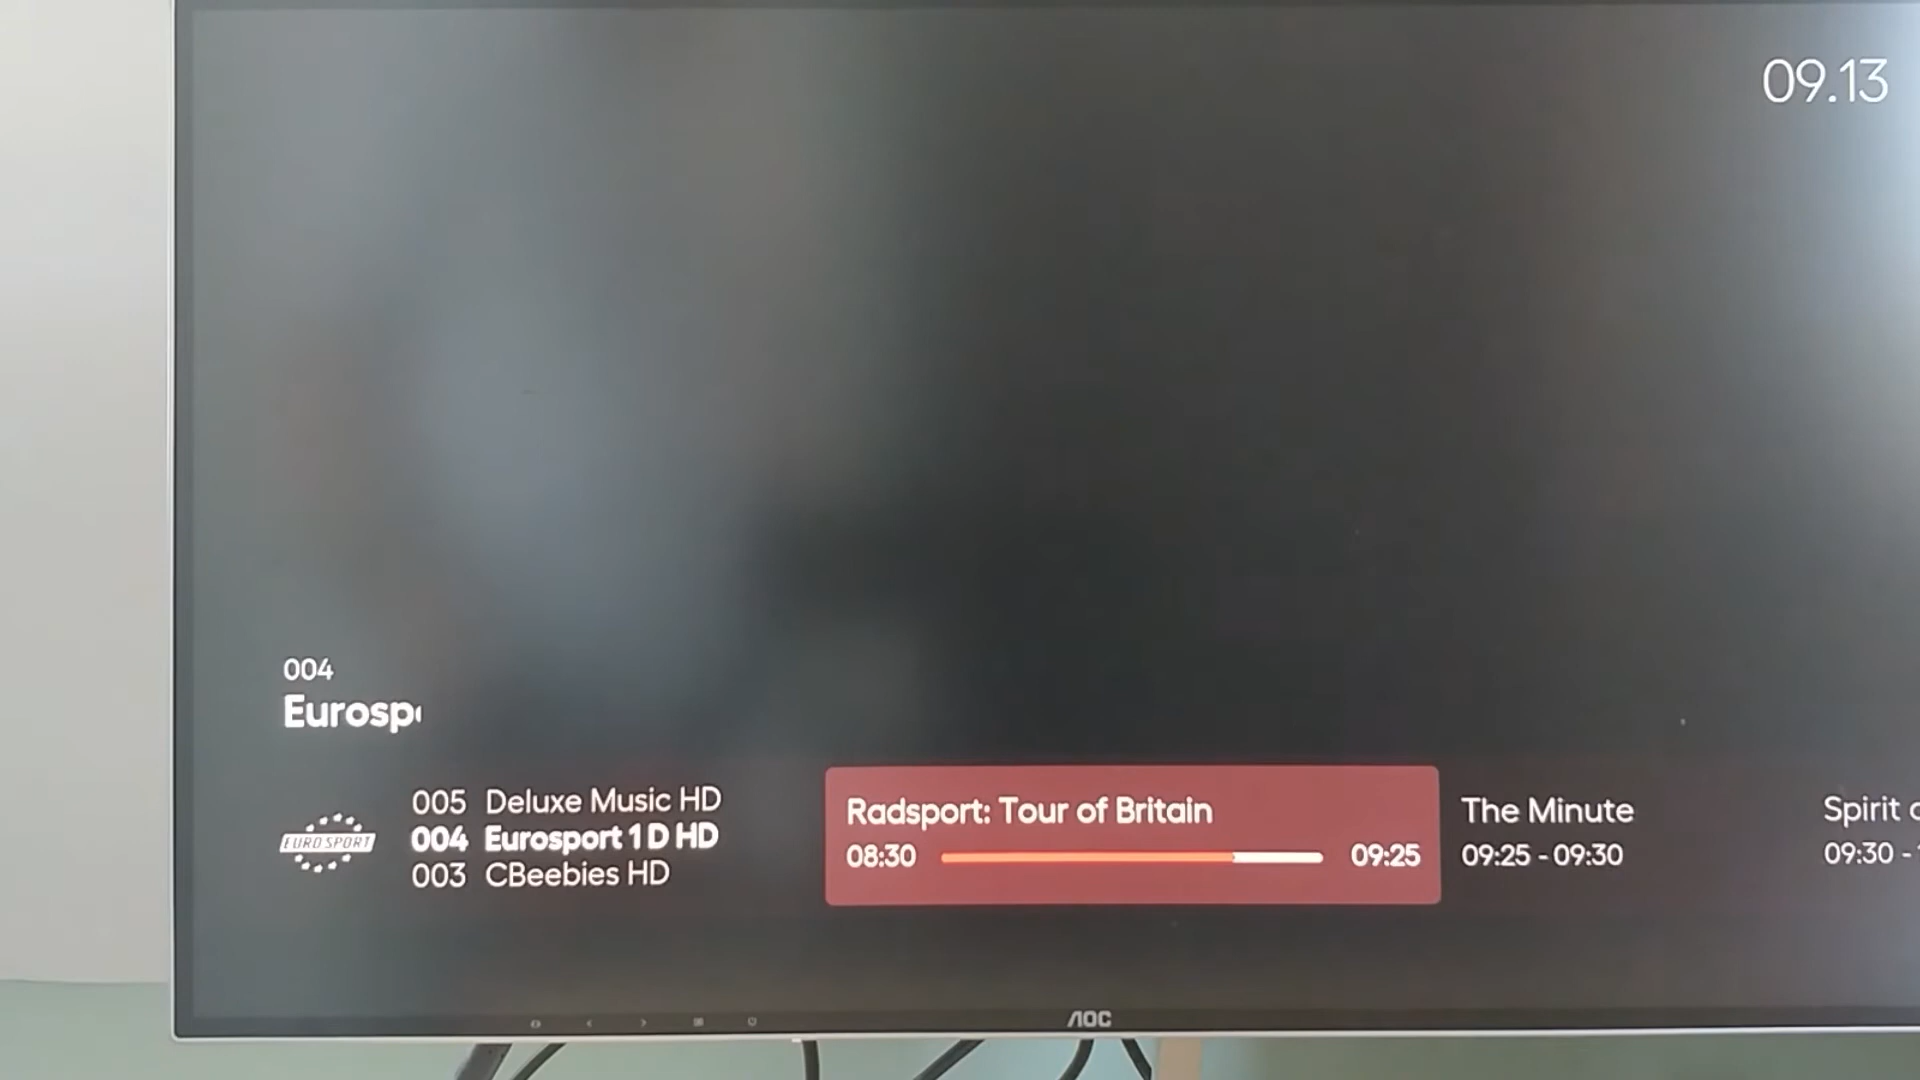 09.13
004
Eurosp
EUROSPORT
005 Deluxe Music HD
004 Eurosport 1 D HD
003 CBeebies HD
Radsport: Tour of Britain
08:30 09:25
The Minute
09:25 - 09:30
Spirit
09:30 -
AOC